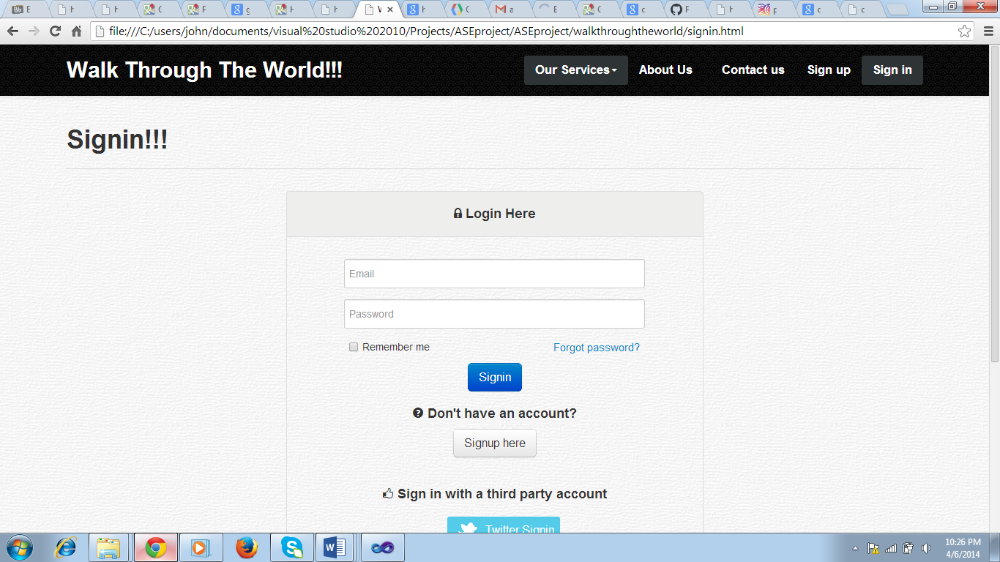 file:///C:/users/john/documents/visual%20studio%202010/Projects/ASEproject/ASEproject/walkthroughtheworld/signin.html
Walk Through The World!!! Our Services About Us Contact us Sign up Sign in
Signin!!!
Login Here
Email
Password
Remember me Forgot password?
Signin
Don't have an account?
Signup here
Sign in with a third party account
Twitter Signin
10:26 PM
4/6/2014